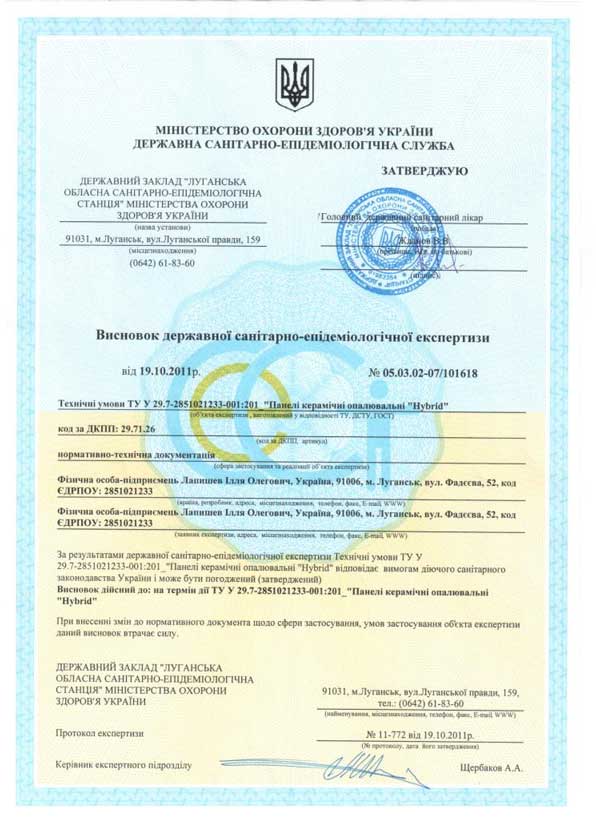 МІНІСТЕРСТВО ОХОРОНИ ЗДОРОВ'Я УКРАЇНИ
ДЕРЖАВНА САНІТАРНО-ЕПІДЕМІОЛОГІЧНА СЛУЖБА
ДЕРЖАВНИЙ ЗАКЛАД "ЛУГАНСЬКА
ОБЛАСНА САНІТАРНО-ЕПІДЕМІОЛОГІЧНА
СТАНЦІЯ" МІНІСТЕРСТВА ОХОРОНИ
ЗДОРОВ'Я УКРАЇНИ
(назва установи)
91031, м.Луганськ, вул.Луганської правди, 159
(місцезнаходження)
(0642) 61-83-60
ЗАТВЕРДЖУЮ
Головний державний санітарний лікар
(посада)
В.В.
(підпис)
Висновок державної санітарно-епідеміологічної експертизи
від 19.10.2011р.
№ 05.03.02-07/101618
Технічні умови ТУ У 29.7-2851021233-001:201_"Панелі керамічні опалювальні "Hybrid"
(об'єкта експертизи, виготовлений у відповідності ТУ, ДСТУ, ГОСТ)
код за ДКПП: 29.71.26
(код за ДКПП, артикул)
нормативно-технічна документація
(сфера застосування та реалізації об'єкта експертизи)
Фізична особа-підприємець Лапишев Ілля Олегович, Україна, 91006, м. Луганськ, вул. Фадєєва, 52, код
ЄДРПОУ: 2851021233
(країна, розробник, адреса, місцезнаходження, телефон, факс, E-mail, WWW)
Фізична особа-підприємець Лапишев Ілля Олегович, Україна, 91006, м. Луганськ, вул. Фадєєва, 52, код
ЄДРПОУ: 2851021233
(заявник експертизи, адреса, місцезнаходження, телефон, факс, E-mail, WWW)
За результатами державної санітарно-епідеміологічної експертизи Технічні умови ТУ У
29.7-2851021233-001:201_"Панелі керамічні опалювальні "Hybrid" відповідає вимогам діючого санітарного
законодавства України і може бути погоджений (затверджений)
Висновок дійсний до: на термін дії ТУ У 29.7-2851021233-001:201_"Панелі керамічні опалювальні
"Hybrid"
При внесенні змін до нормативного документа щодо сфери застосування, умов застосування об'єкта експертизи
даний висновок втрачає силу.
ДЕРЖАВНИЙ ЗАКЛАД "ЛУГАНСЬКА
ОБЛАСНА САНІТАРНО-ЕПІДЕМІОЛОГІЧНА
СТАНЦІЯ" МІНІСТЕРСТВА ОХОРОНИ
ЗДОРОВ'Я УКРАЇНИ
91031, м.Луганськ, вул.Луганської правди, 159,
тел.: (0642) 61-83-60
(найменування, місцезнаходження, телефон, факс, E-mail, WWW)
Протокол експертизи
№ 11-772 від 19.10.2011р.
(№ протоколу, дата його затвердження)
Керівник експертного підрозділу
Щербаков А.А.